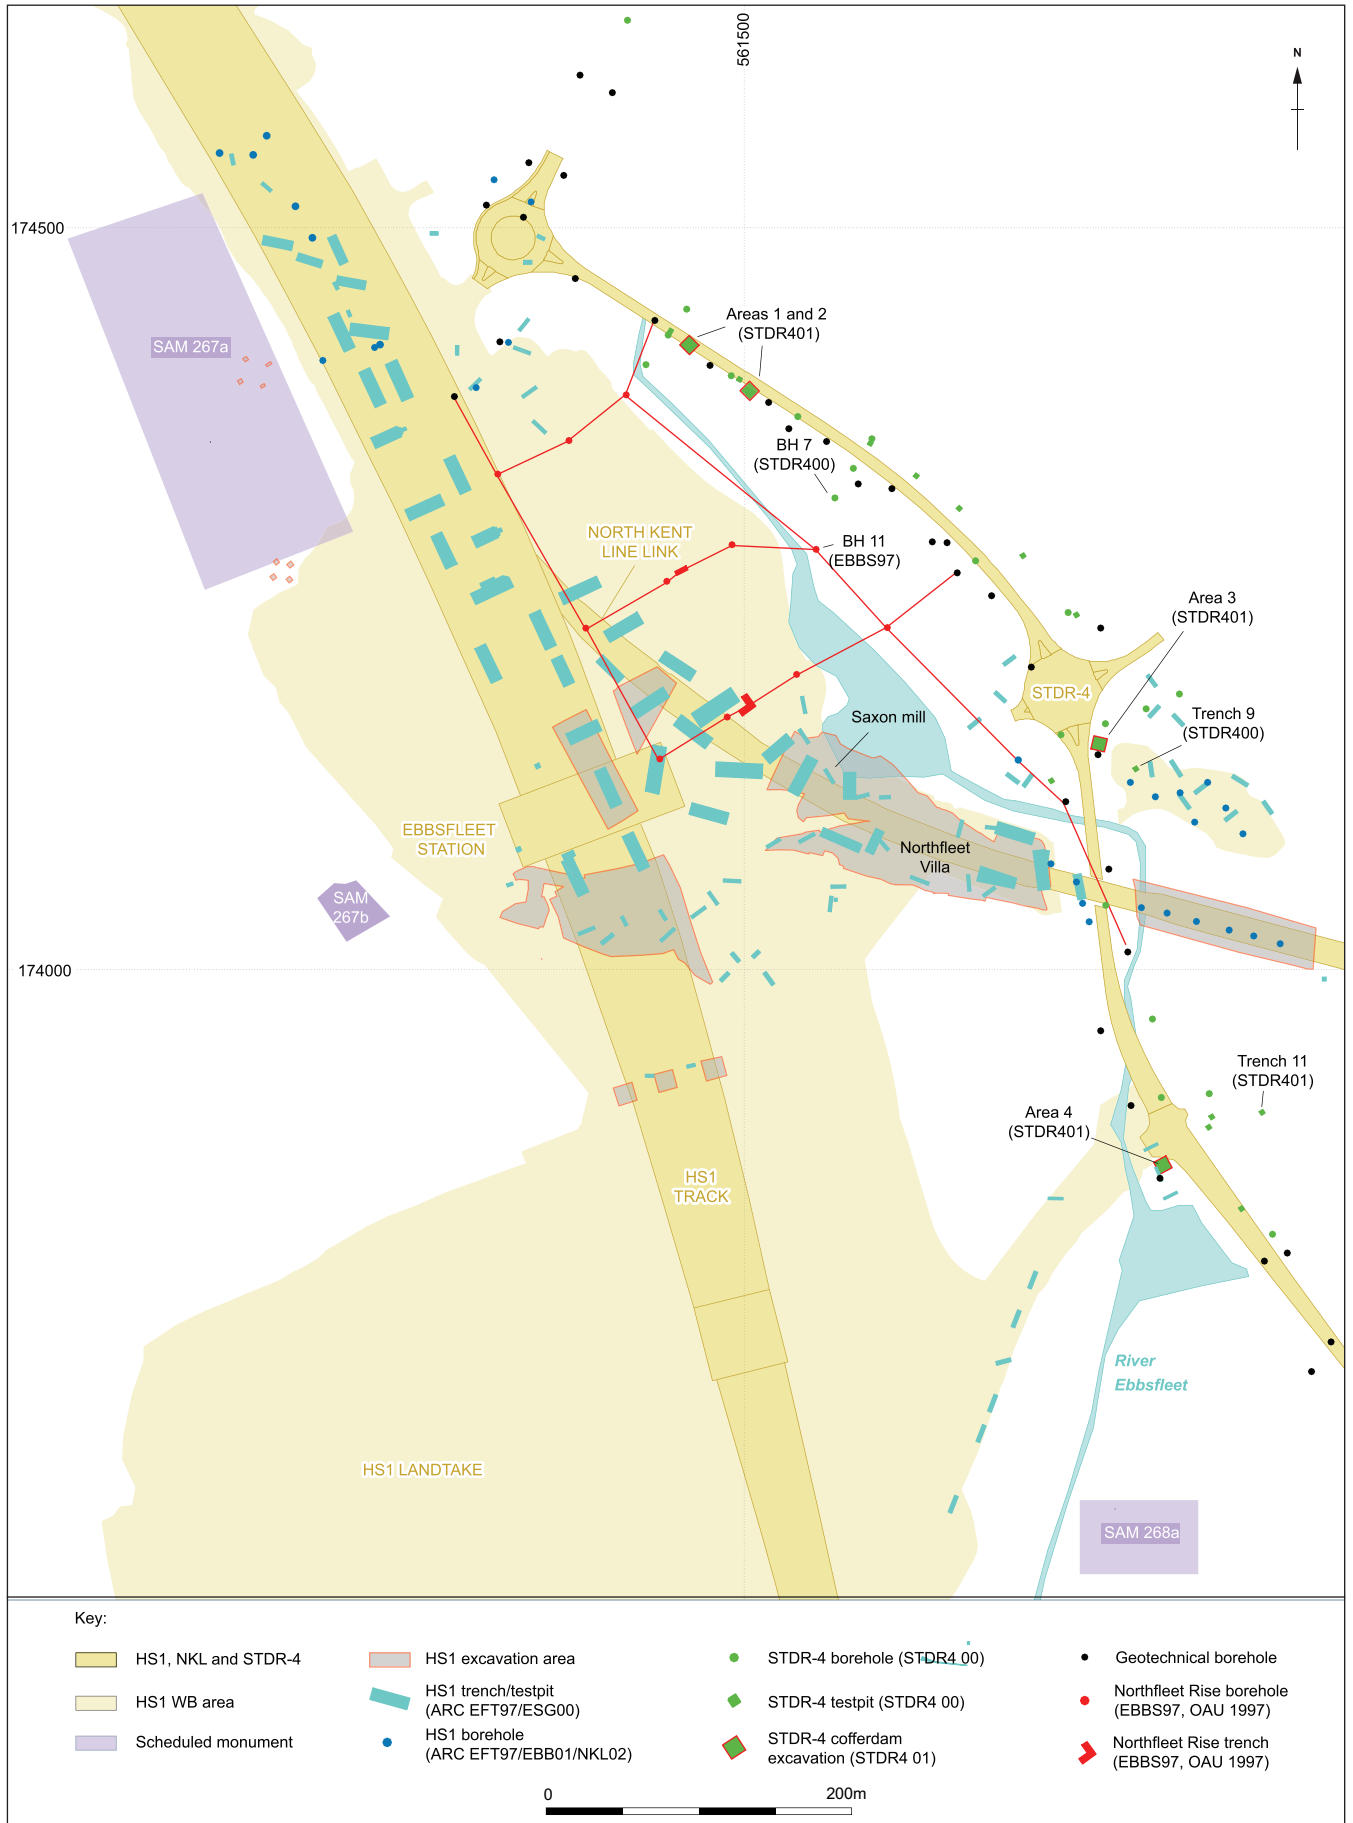 561500
N
174500
Areas 1 and 2
(STDR401)
SAM 267a
BH 7
(STDR400)
NORTH KENT
LINE LINK
BH 11
(EBBS97)
Area 3
(STDR401)
STDR-4
Trench 9
(STDR400)
Saxon mill
EBBSFLEET
STATION
Northfleet
Villa
SAM
267b
174000
Trench 11
(STDR401)
Area 4
(STDR401)
HS1
TRACK
River
Ebbsfleet
HS1 LANDTAKE
SAM 268a
Key:
HS1, NKL and STDR-4
HS1 WB area
Scheduled monument
HS1 excavation area
HS1 trench/testpit
(ARC EFT97/ESG00)
HS1 borehole
(ARC EFT97/EBB01/NKL02)
STDR-4 borehole (STDR4 00)
STDR-4 testpit (STDR4 00)
STDR-4 cofferdam
excavation (STDR4 01)
Geotechnical borehole
Northfleet Rise borehole
(EBBS97, OAU 1997)
Northfleet Rise trench
(EBBS97, OAU 1997)
0 200m